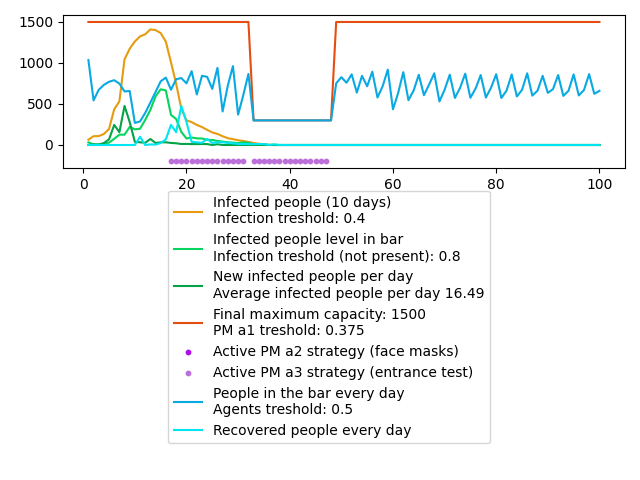 1500
1000
500
0
0 20 40 60 80 100
Infected people (10 days)
Infection treshold: 0.4
Infected people level in bar
Infection treshold (not present): 0.8
New infected people per day
Average infected people per day 16.49
Final maximum capacity: 1500
PM a1 treshold: 0.375
Active PM a2 strategy (face masks)
Active PM a3 strategy (entrance test)
People in the bar every day
Agents treshold: 0.5
Recovered people every day